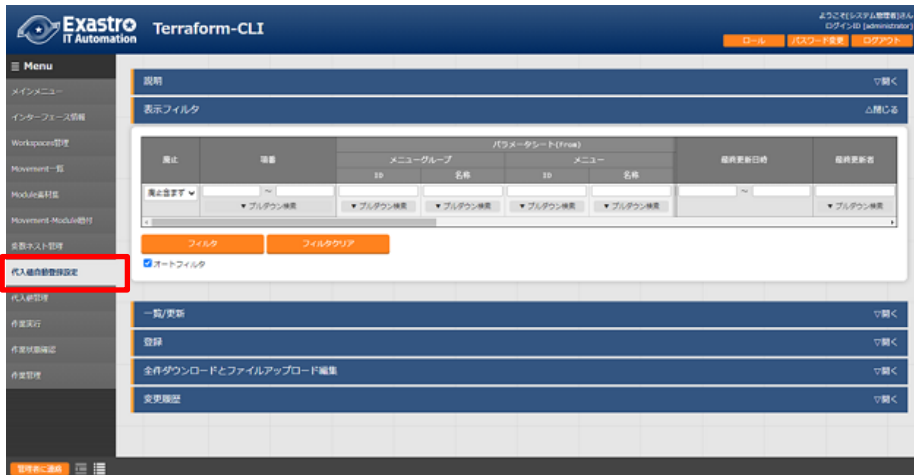 Exastro
IT Automation
Terraform-CLI
ようこそ[システム管理者]さん
ログインID [administrator]
ロール
パスワード変更
ログアウト
Menu
メインメニュー
インターフェース情報
Workspaces管理
Movement一覧
Module素材集
Movement-Module紐付
変数ネスト管理
代入値自動登録設定
代入値管理
作業実行
作業状態確認
作業管理
説明
▽開く
表示フィルタ
△閉じる
廃止
項番
パラメータシート(From)
最終更新日時
最終更新者
メニューグループ
メニュー
ID
名称
ID
名称
廃止含まず
~
~
▼ プルダウン検索
▼ プルダウン検索
▼ プルダウン検索
▼ プルダウン検索
▼ プルダウン検索
▼ プルダウン検索
フィルタ
フィルタクリア
オートフィルタ
一覧/更新
▽開く
登録
▽開く
全件ダウンロードとファイルアップロード編集
▽開く
変更履歴
▽開く
管理者に連絡